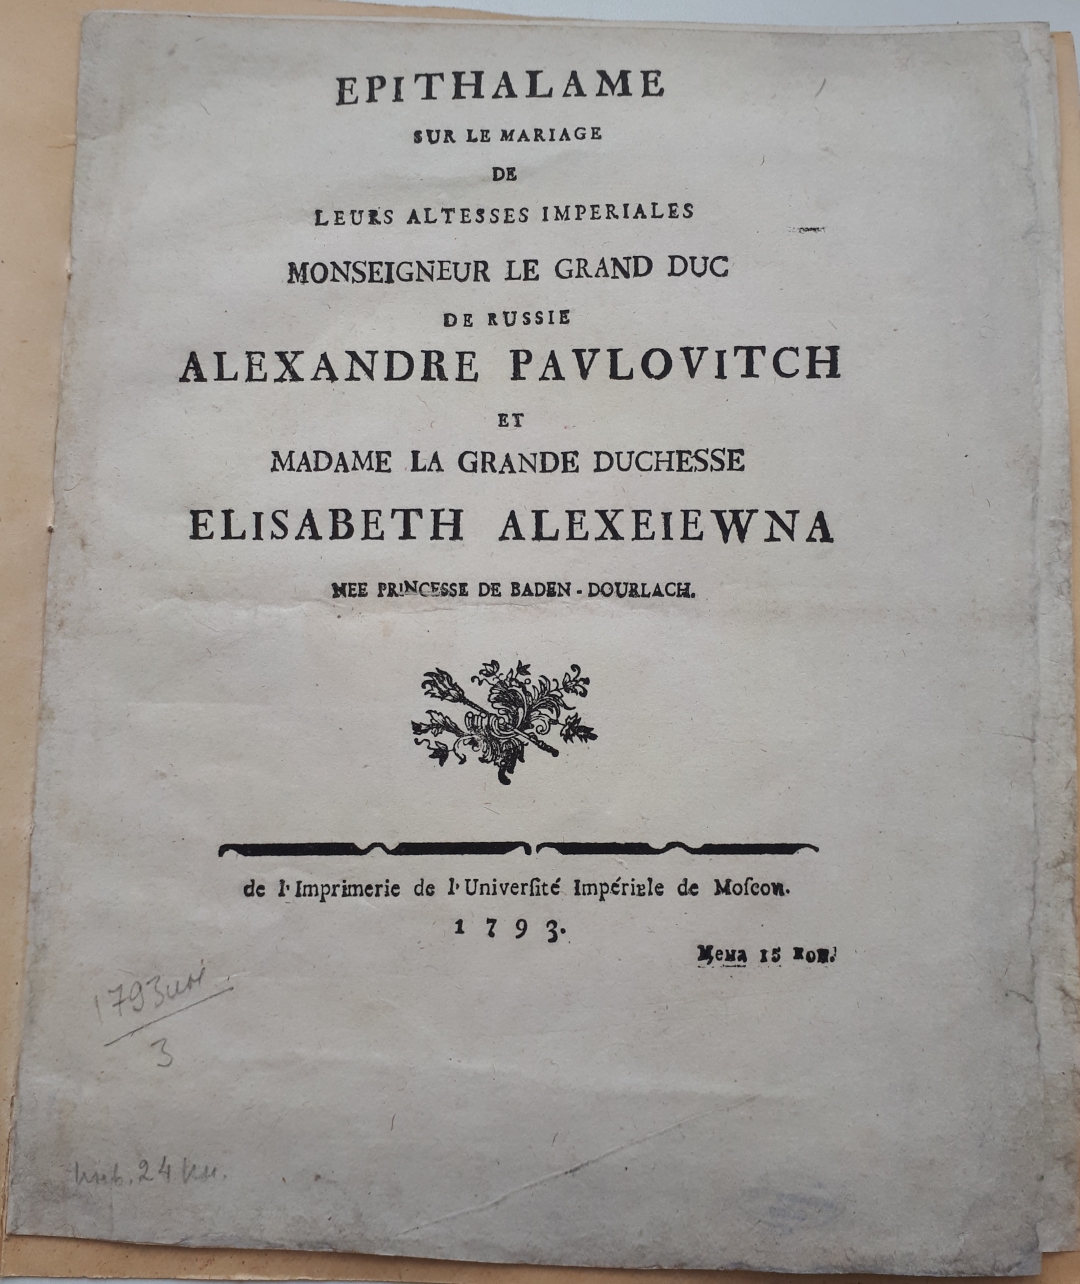 EPITHALAME
SUR LE MARIAGE
DE
LEURS ALTESSES IMPERIALES
MONSEIGNEUR LE GRAND DUC
DE RUSSIE
ALEXANDRE PAVLOVITCH
ET
MADAME LA GRANDE DUCHESSE
ELISABETH ALEXEIEWNA
NEE PRINCESSE DE BADEN-DOURLACH.
de l'Imprimerie de l'Univerſité Impériale de Moſcou.
1793.
Цена 15 коп.
1793
3
24